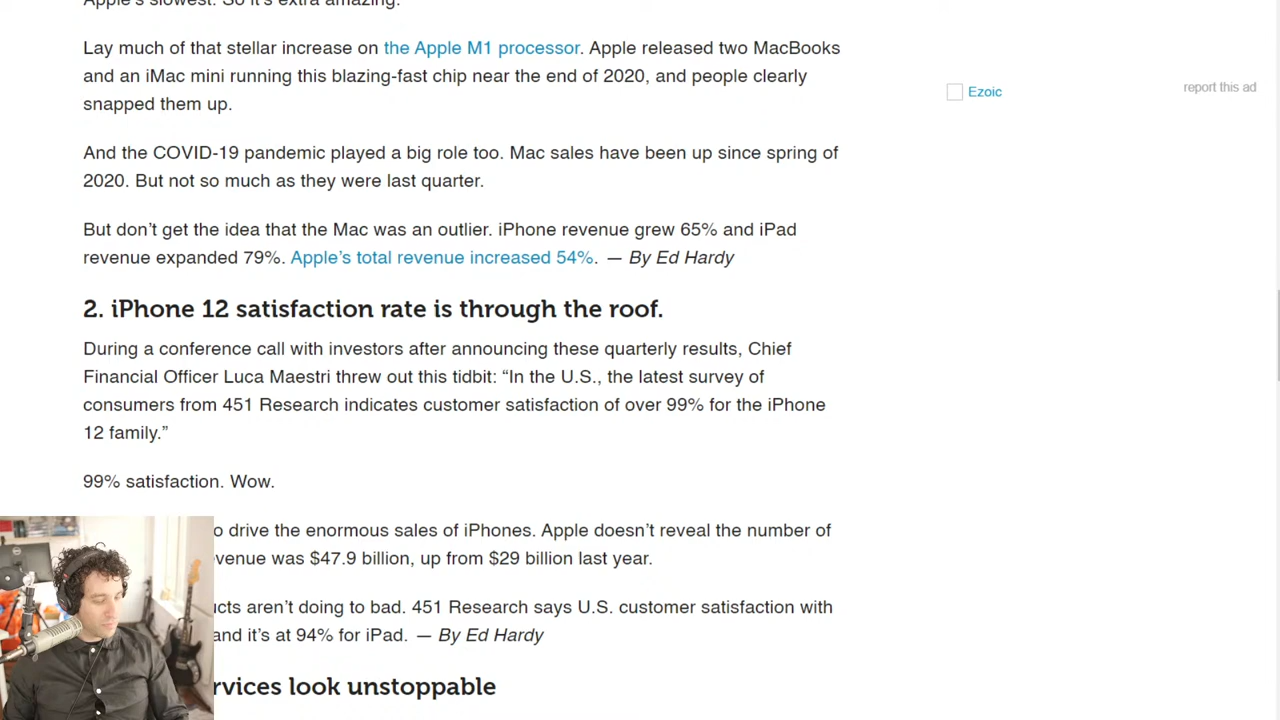 Apple's slowest. So it's extra amazing.
Lay much of that stellar increase on the Apple M1 processor. Apple released two MacBooks
and an iMac mini running this blazing-fast chip near the end of 2020, and people clearly
snapped them up.
Ezoic
report this ad
And the COVID-19 pandemic played a big role too. Mac sales have been up since spring of
2020. But not so much as they were last quarter.
But don’t get the idea that the Mac was an outlier. iPhone revenue grew 65% and iPad
revenue expanded 79%. Apple’s total revenue increased 54%. — By Ed Hardy
2. iPhone 12 satisfaction rate is through the roof.
During a conference call with investors after announcing these quarterly results, Chief
Financial Officer Luca Maestri threw out this tidbit: “In the U.S., the latest survey of
consumers from 451 Research indicates customer satisfaction of over 99% for the iPhone
12 family.”
99% satisfaction. Wow.
o drive the enormous sales of iPhones. Apple doesn’t reveal the number of
venue was $47.9 billion, up from $29 billion last year.
ucts aren’t doing to bad. 451 Research says U.S. customer satisfaction with
and it’s at 94% for iPad. — By Ed Hardy
rvices look unstoppable